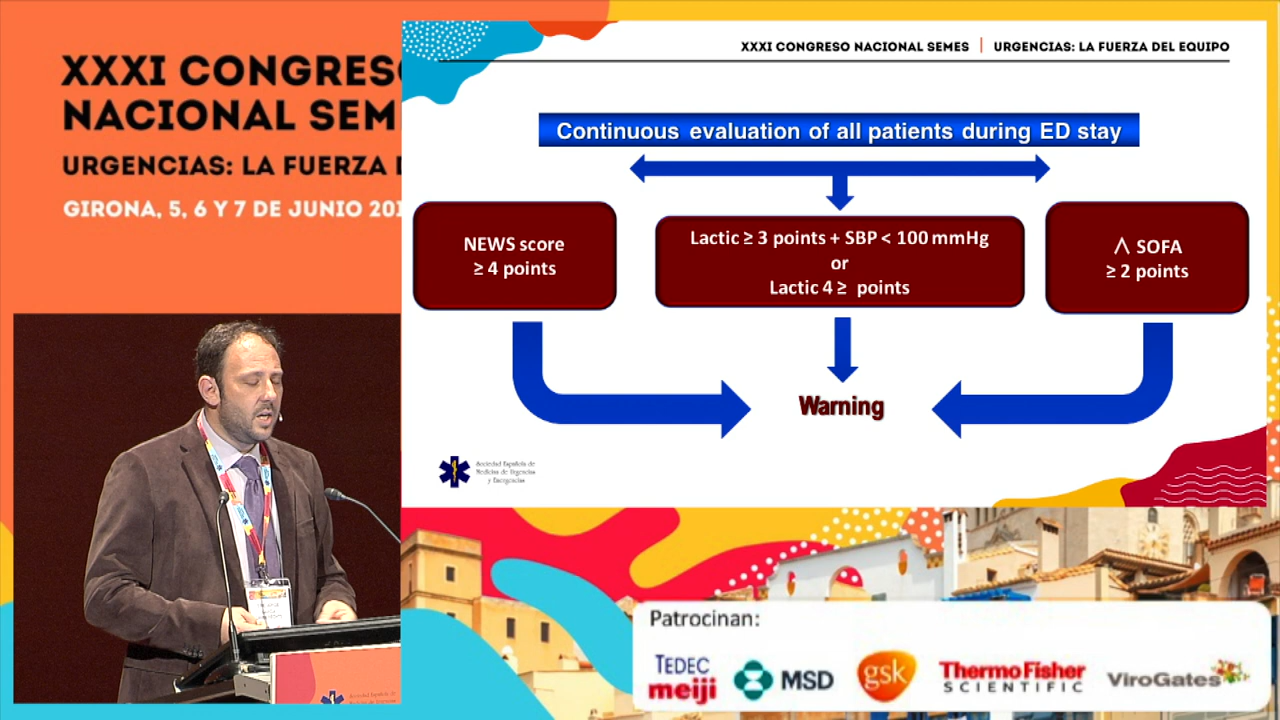 XXXI CONGRESO
NACIONAL SEM
URGENCIAS: LA FUERZA
GIRONA, 5, 6 Y 7 DE JUNIO 201
XXXI CONGRESO NACIONAL SEMES | URGENCIAS: LA FUERZA DEL EQUIPO
Continuous evaluation of all patients during ED stay
NEWS score
≥ 4 points
Lactic ≥ 3 points + SBP < 100 mmHg
or
Lactic 4 ≥ points
Λ SOFA
≥ 2 points
Warning
Sociedad Española de
Medicina de Urgencias
y Emergencias
Patrocinan:
TEDEC
meiji
MSD
gsk
ThermoFisher
SCIENTIFIC
ViroGates